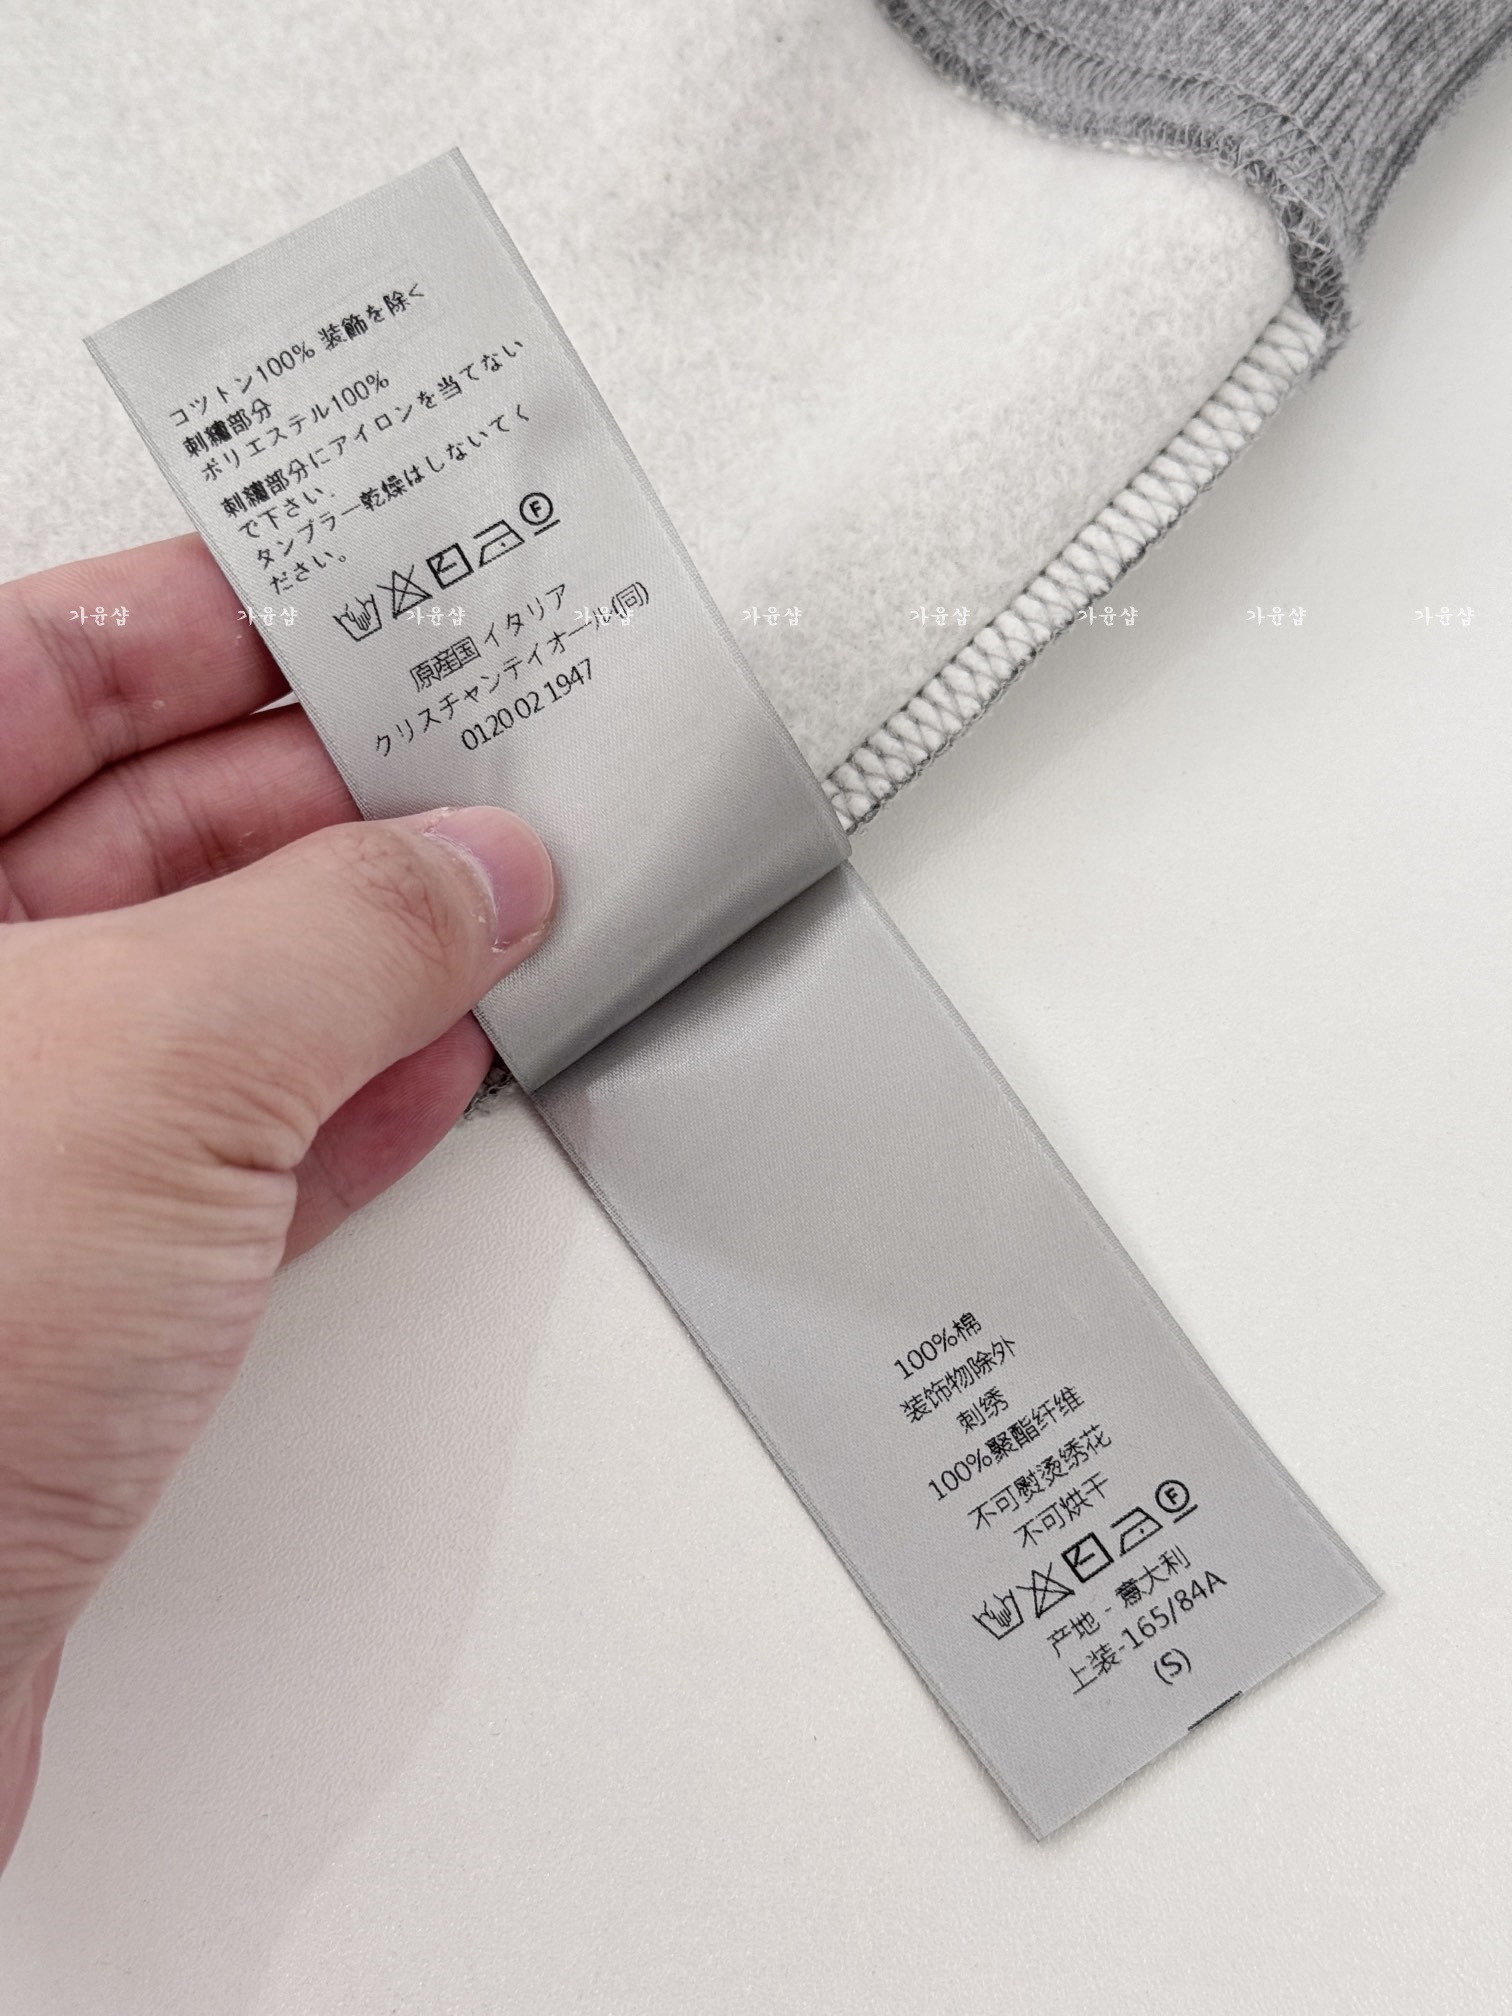 コットン100% 装飾を除く
刺繍部分
ポリエステル100%
刺繍部分にアイロンを当てない
で下さい.
タンブラー乾燥はしないてく
ださい。
F
原産国 イタリア
クリスチャンディオール(同)
0120 02 1947
가윤샵 가윤샵 가윤샵 가윤샵 가윤샵 가윤샵 가윤샵 가윤샵 가윤샵
100%棉
装饰物除外
刺绣
100%聚酯纤维
不可熨烫绣花
不可烘干
F
产地 - 意大利
上装-165/84A
(S)